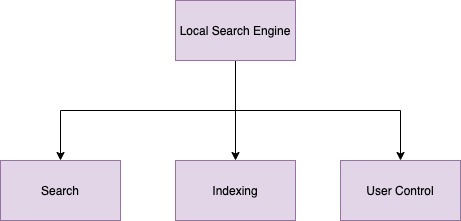 Local Search Engine
Search
Indexing
User Control